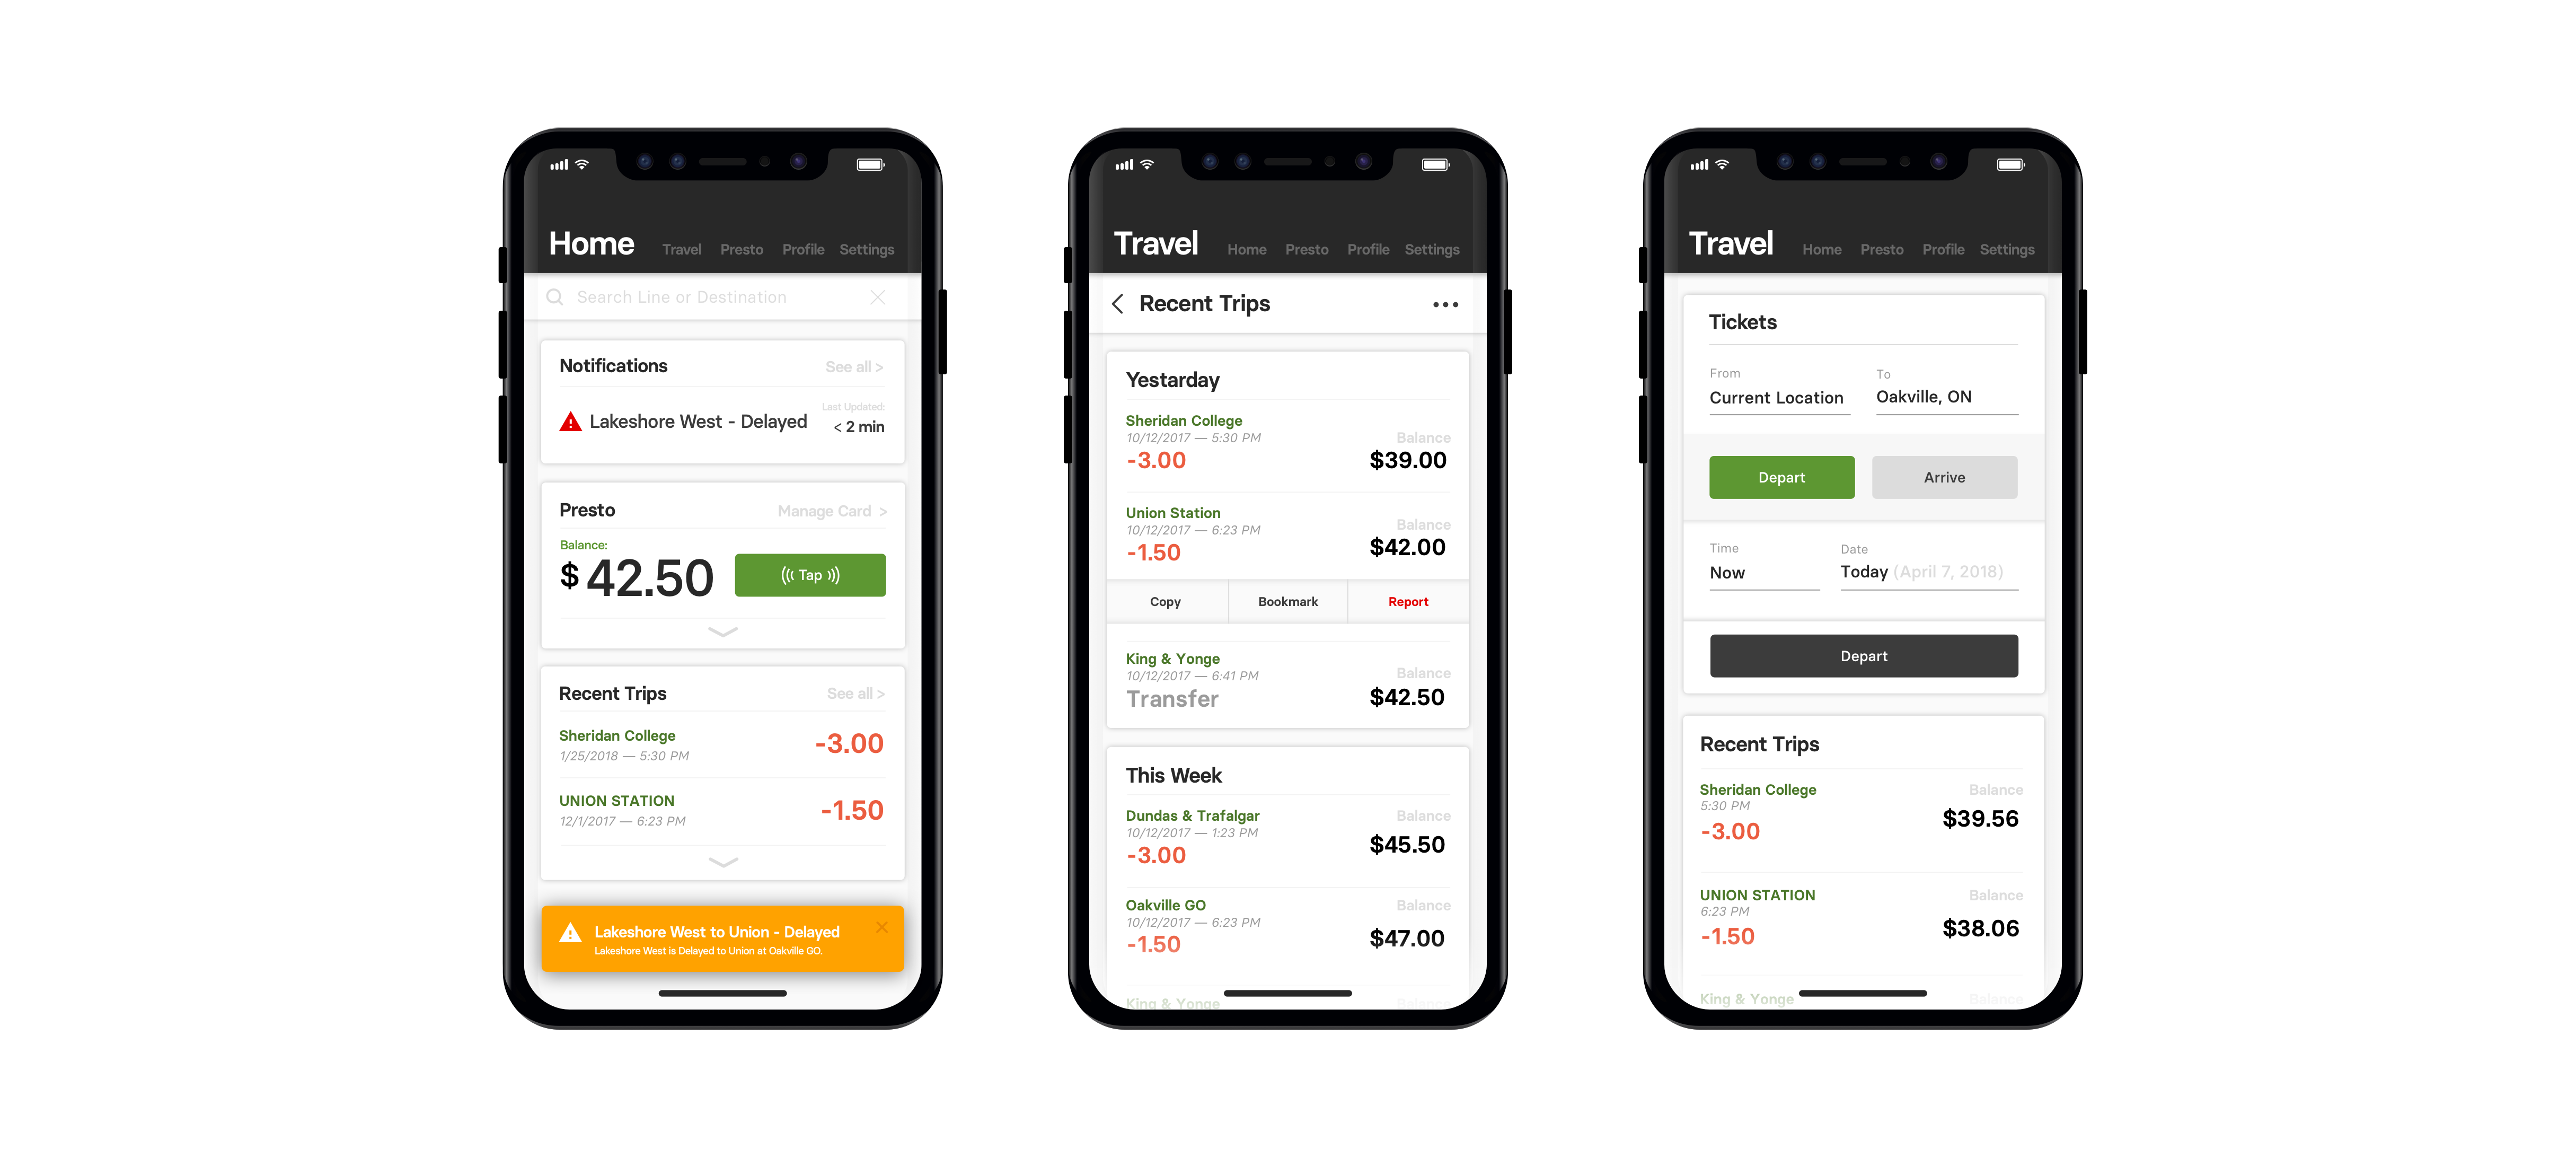 Home Travel Presto Profile Settings
Search Line or Destination
Notifications See all >
Last Updated:
Lakeshore West - Delayed < 2 min
Presto Manage Card >
Balance:
$ 42.50 Tap
Recent Trips See all >
Sheridan College
1/25/2018 — 5:30 PM
-3.00
UNION STATION
12/1/2017 — 6:23 PM
-1.50
Lakeshore West to Union - Delayed
Lakeshore West is Delayed to Union at Oakville GO.
Travel Home Presto Profile Settings
Recent Trips
Yestarday
Sheridan College
10/12/2017 — 5:30 PM Balance
-3.00 $39.00
Union Station
10/12/2017 — 6:23 PM Balance
-1.50 $42.00
Copy Bookmark Report
King & Yonge
10/12/2017 — 6:41 PM Balance
Transfer $42.50
This Week
Dundas & Trafalgar Balance
10/12/2017 — 1:23 PM
-3.00 $45.50
Oakville GO Balance
10/12/2017 — 6:23 PM
-1.50 $47.00
King & Yonge Balance
Travel Home Presto Profile Settings
Tickets
From To
Current Location Oakville, ON
Depart Arrive
Time Date
Now Today (April 7, 2018)
Depart
Recent Trips
Sheridan College Balance
5:30 PM
-3.00 $39.56
UNION STATION Balance
6:23 PM
-1.50 $38.06
King & Yonge Balance